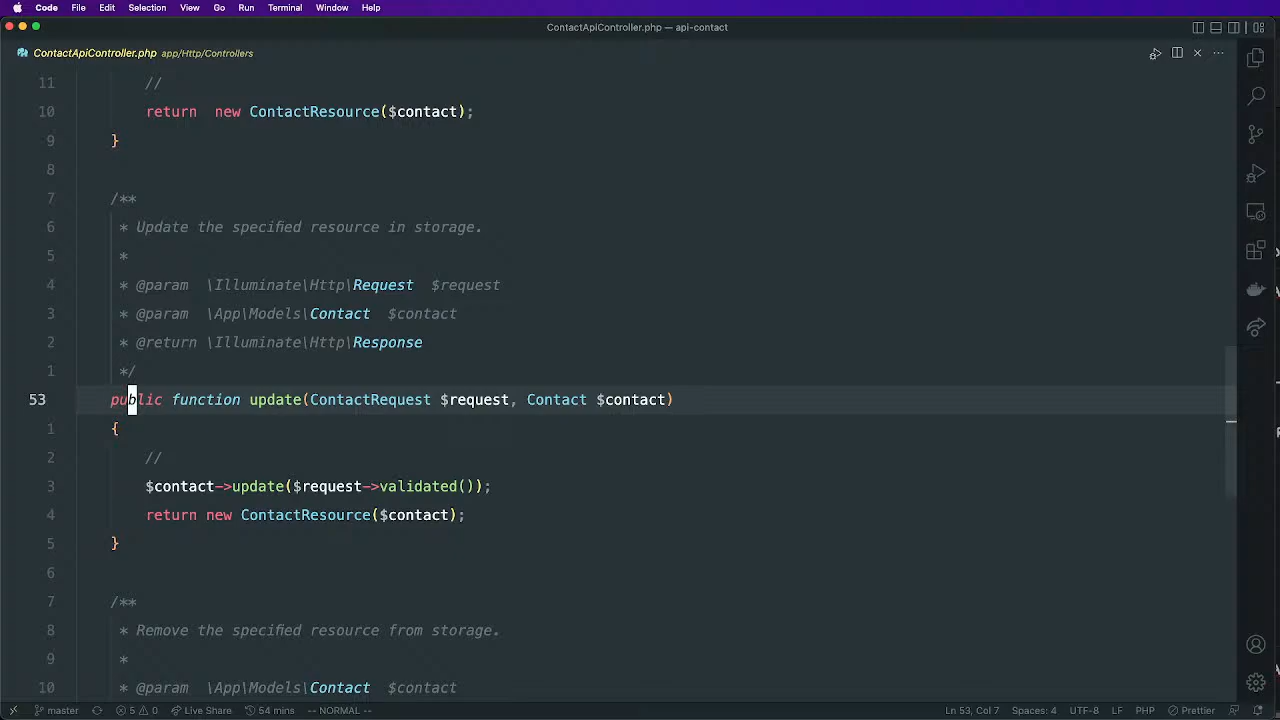 Code File Edit Selection View Go Run Terminal Window Help
ContactApiController.php — api-contact
ContactApiController.php app/Http/Controllers
11 //
10 return  new ContactResource($contact);
9 }
8
7 /**
6 * Update the specified resource in storage.
5 *
4 * @param  \Illuminate\Http\Request  $request
3 * @param  \App\Models\Contact  $contact
2 * @return \Illuminate\Http\Response
1 */
53 public function update(ContactRequest $request, Contact $contact)
1 {
2 //
3 $contact->update($request->validated());
4 return new ContactResource($contact);
5 }
6
7 /**
8 * Remove the specified resource from storage.
9 *
10 * @param  \App\Models\Contact  $contact
master 5 0 Live Share 54 mins -- NORMAL -- Ln 53, Col 7 Spaces: 4 UTF-8 LF PHP Prettier